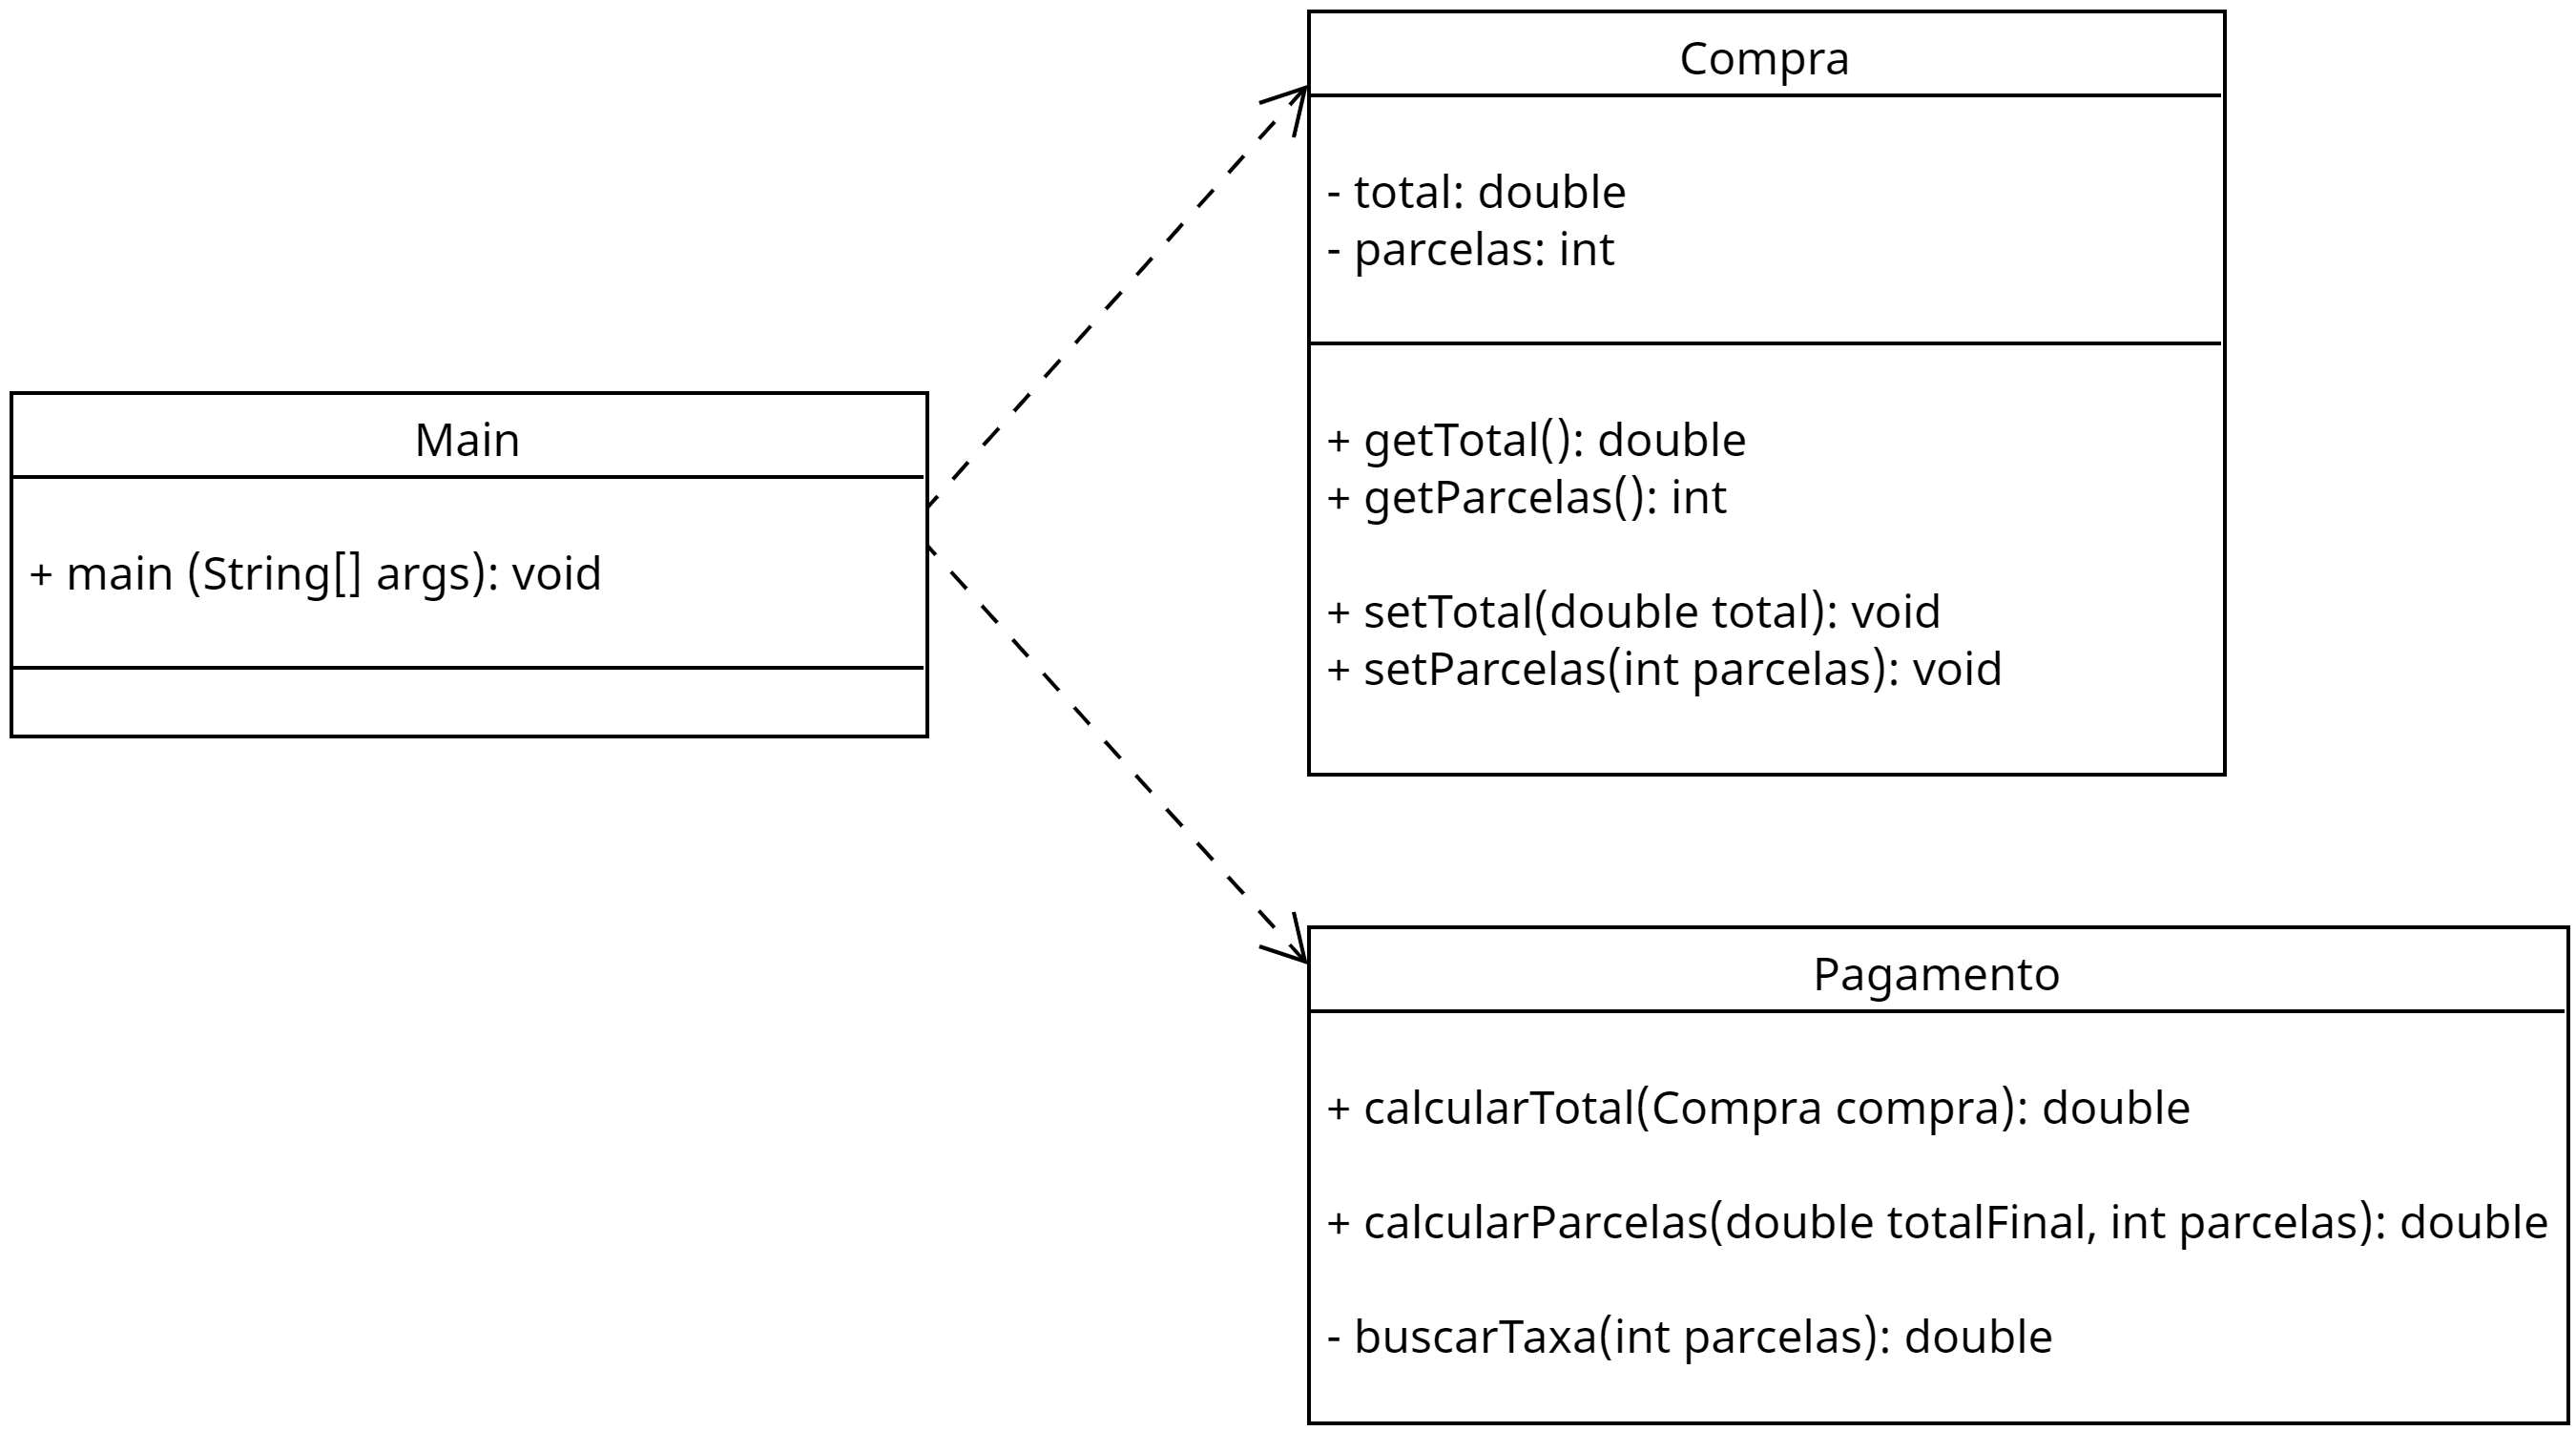 Main
+ main (String[] args): void
Compra
- total: double
- parcelas: int
+ getTotal(): double
+ getParcelas(): int
+ setTotal(double total): void
+ setParcelas(int parcelas): void
Pagamento
+ calcularTotal(Compra compra): double
+ calcularParcelas(double totalFinal, int parcelas): double
- buscarTaxa(int parcelas): double